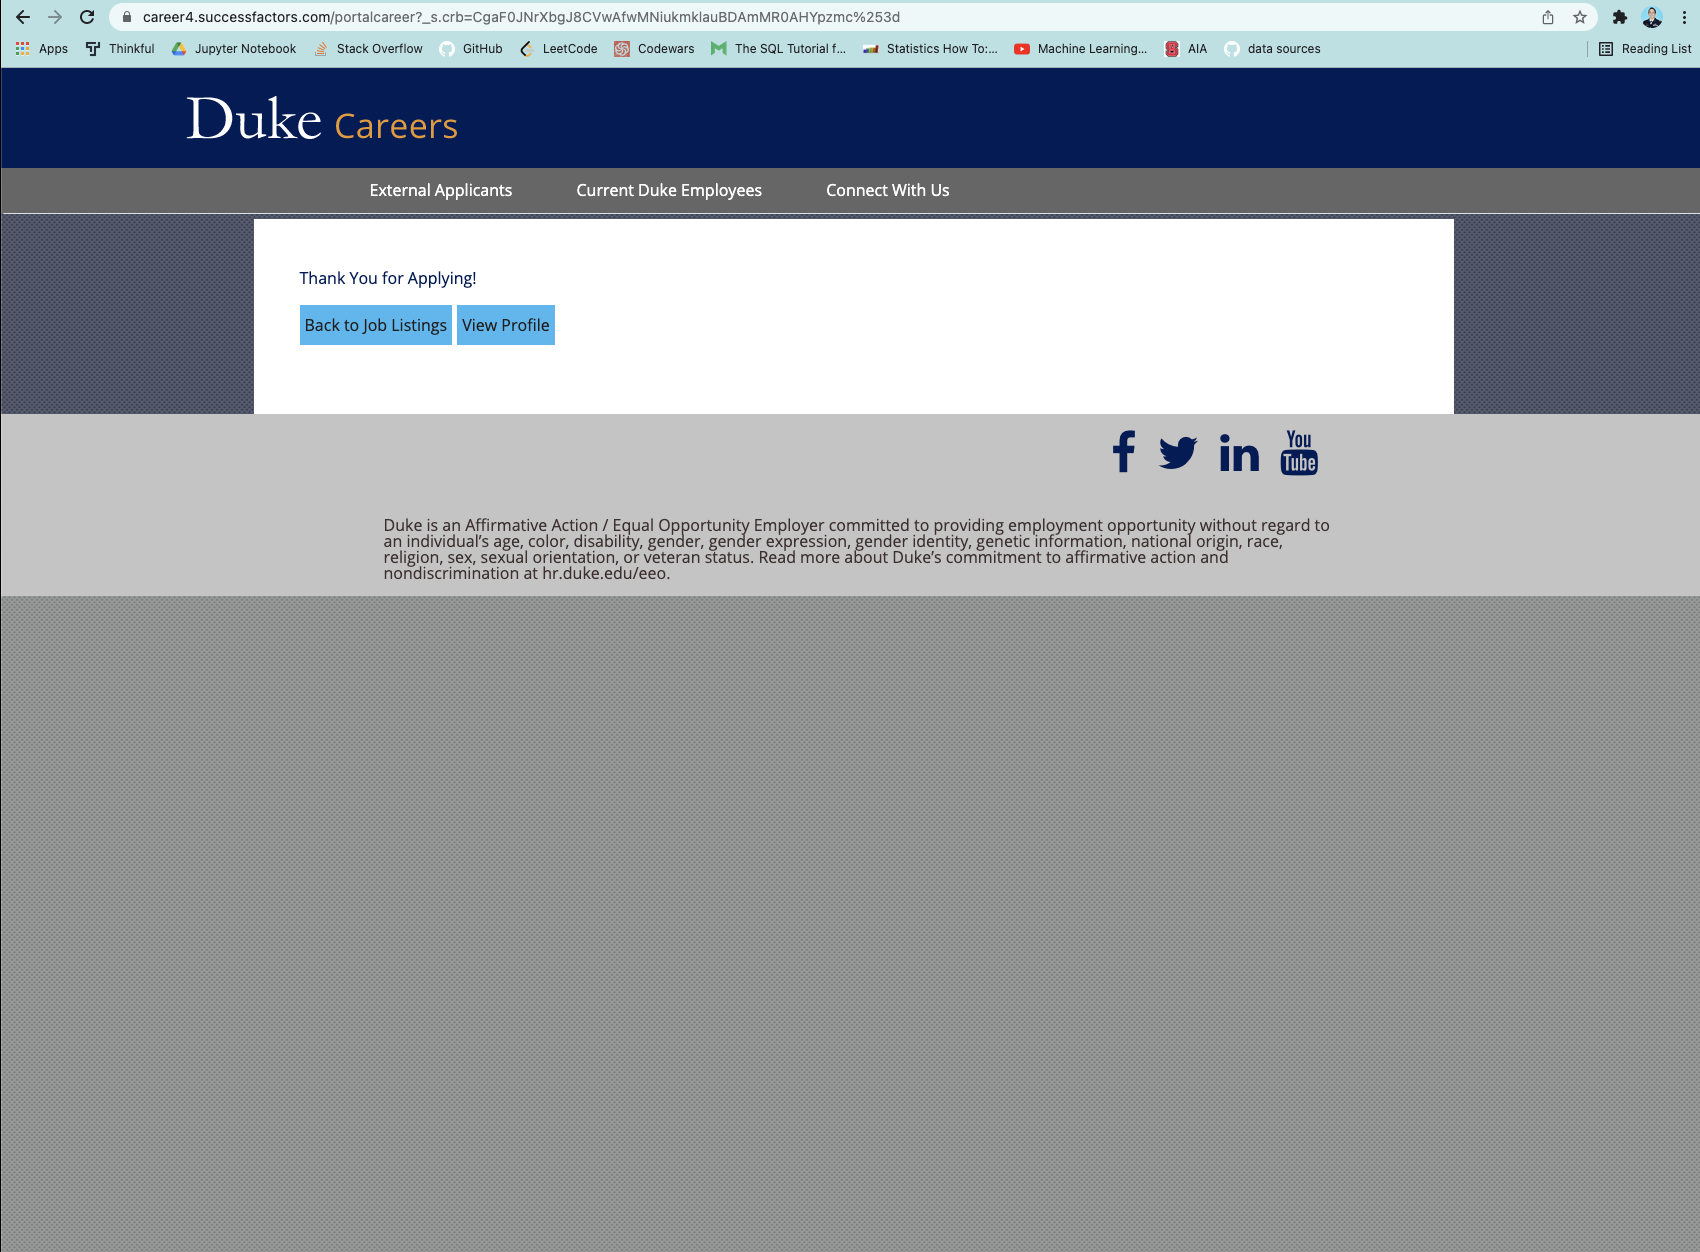 career4.successfactors.com/portalcareer?_s.crb=CgaF0JNrXbgJ8CVwAfwMNiukmklauBDAmMR0AHYpzmc%253d
Apps Thinkful Jupyter Notebook Stack Overflow GitHub LeetCode Codewars The SQL Tutorial f... Statistics How To:... Machine Learning... AIA data sources Reading List
Duke Careers
External Applicants Current Duke Employees Connect With Us
Thank You for Applying!
Back to Job Listings View Profile
You
Tube
Duke is an Affirmative Action / Equal Opportunity Employer committed to providing employment opportunity without regard to
an individual’s age, color, disability, gender, gender expression, gender identity, genetic information, national origin, race,
religion, sex, sexual orientation, or veteran status. Read more about Duke’s commitment to affirmative action and
nondiscrimination at hr.duke.edu/eeo.